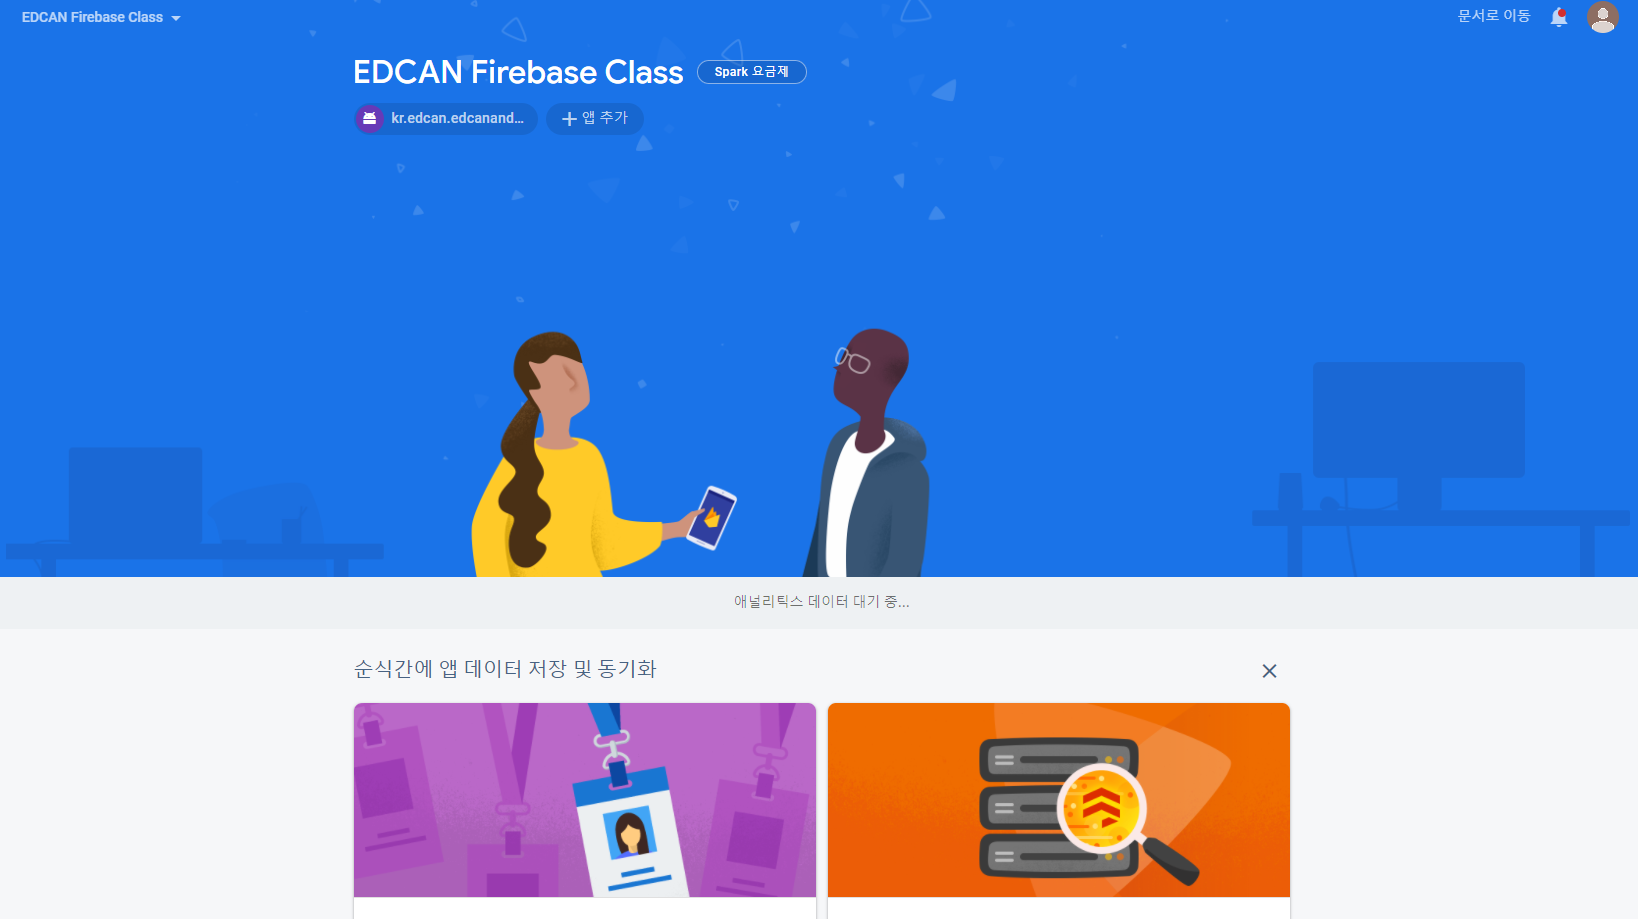 EDCAN Firebase Class
문서로 이동
EDCAN Firebase Class
Spark 요금제
kr.edcan.edcanand...
앱 추가
애널리틱스 데이터 대기 중...
순식간에 앱 데이터 저장 및 동기화